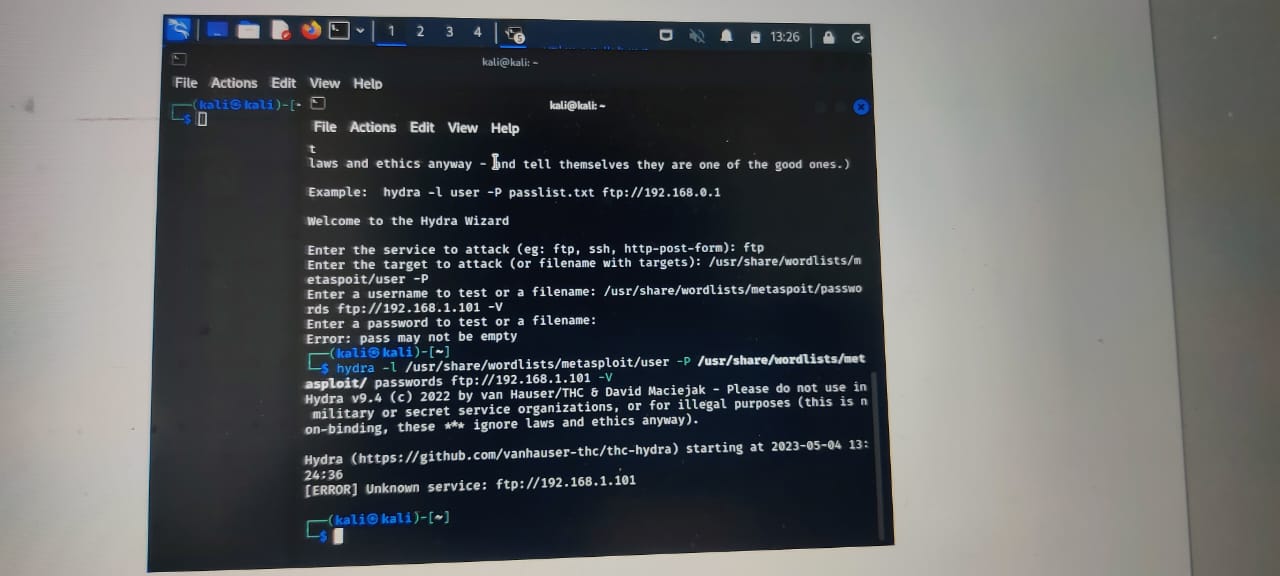 1 2 3 4 13:26
kali@kali: ~
File Actions Edit View Help
(kali㉿kali)-[~
$
kali@kali: ~
File Actions Edit View Help
t
laws and ethics anyway - and tell themselves they are one of the good ones.)
Example: hydra -l user -P passlist.txt ftp://192.168.0.1
Welcome to the Hydra Wizard
Enter the service to attack (eg: ftp, ssh, http-post-form): ftp
Enter the target to attack (or filename with targets): /usr/share/wordlists/m
etaspoit/user -P
Enter a username to test or a filename: /usr/share/wordlists/metaspoit/passwo
rds ftp://192.168.1.101 -V
Enter a password to test or a filename:
Error: pass may not be empty
(kali㉿kali)-[~]
$ hydra -l /usr/share/wordlists/metasploit/user -P /usr/share/wordlists/met
asploit/ passwords ftp://192.168.1.101 -V
Hydra v9.4 (c) 2022 by van Hauser/THC & David Maciejak - Please do not use in
military or secret service organizations, or for illegal purposes (this is n
on-binding, these *** ignore laws and ethics anyway).
Hydra (https://github.com/vanhauser-thc/thc-hydra) starting at 2023-05-04 13:
24:36
[ERROR] Unknown service: ftp://192.168.1.101
(kali㉿kali)-[~]
$